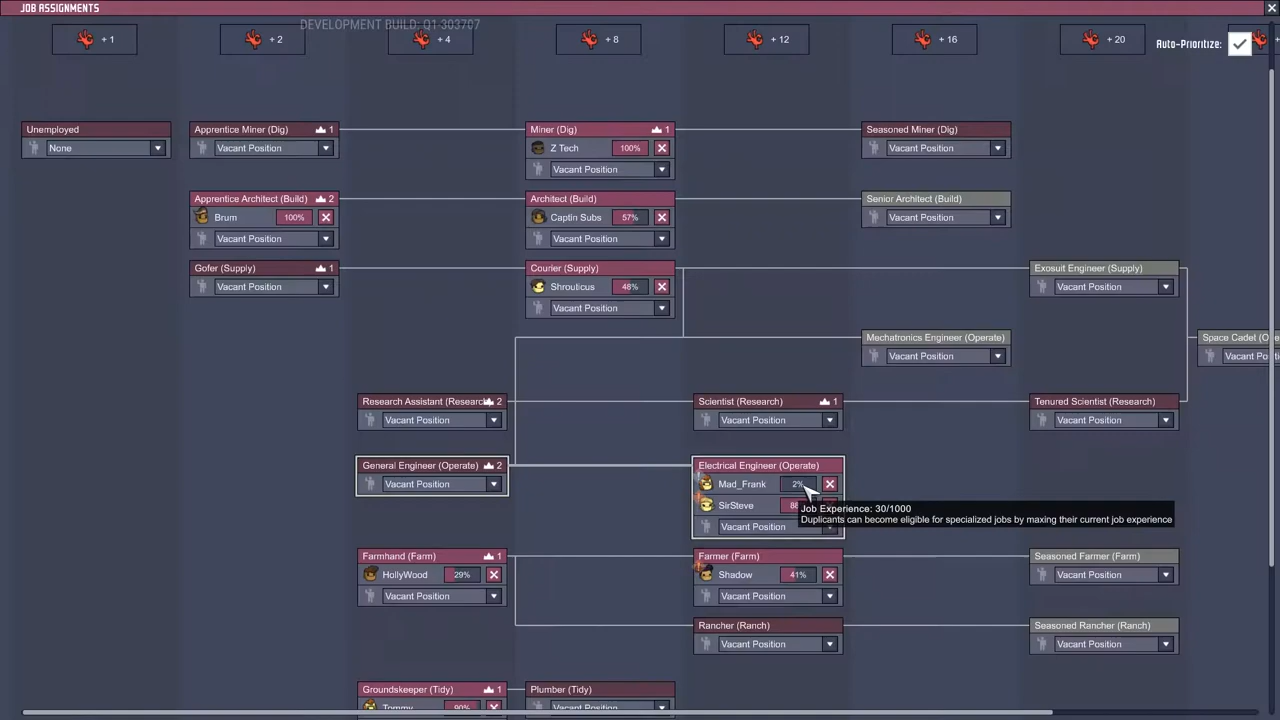 JOB ASSIGNMENTS
DEVELOPMENT BUILD: Q1-303707
+ 1
+ 2
+ 4
+ 8
+ 12
+ 16
+ 20
Auto-Prioritize:
Unemployed
None
Apprentice Miner (Dig) 1
Vacant Position
Miner (Dig) 1
Z Tech 100%
Vacant Position
Seasoned Miner (Dig)
Vacant Position
Apprentice Architect (Build) 2
Brum 100%
Vacant Position
Architect (Build)
Captin Subs 57%
Vacant Position
Senior Architect (Build)
Vacant Position
Gofer (Supply) 1
Vacant Position
Courier (Supply)
Shrouticus 48%
Vacant Position
Exosuit Engineer (Supply)
Vacant Position
Mechatronics Engineer (Operate)
Vacant Position
Space Cadet
Vacant
Research Assistant 2
Vacant Position
Scientist (Research) 1
Vacant Position
Tenured Scientist (Research)
Vacant Position
General Engineer (Operate) 2
Vacant Position
Electrical Engineer (Operate)
Mad_Frank 2%
SirSteve
Vacant Position
Job Experience: 30/1000
Duplicants can become eligible for specialized jobs by maxing their current job experience
Farmhand (Farm) 1
HollyWood 29%
Vacant Position
Farmer (Farm)
Shadow 41%
Vacant Position
Seasoned Farmer (Farm)
Vacant Position
Rancher (Ranch)
Vacant Position
Seasoned Rancher (Ranch)
Vacant Position
Groundskeeper (Tidy) 1
Tommy 90%
Plumber (Tidy)
Vacant Position